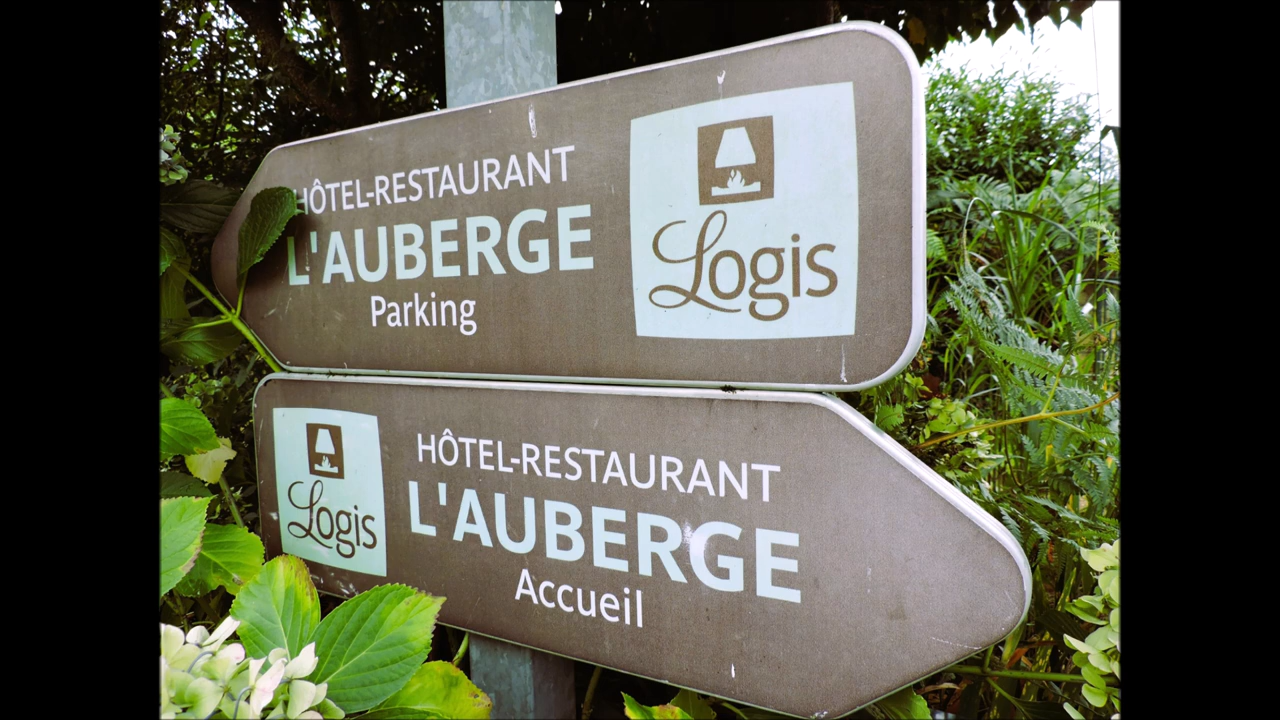 HÔTEL-RESTAURANT
L'AUBERGE
Parking
Logis
Logis
HÔTEL-RESTAURANT
L'AUBERGE
Accueil